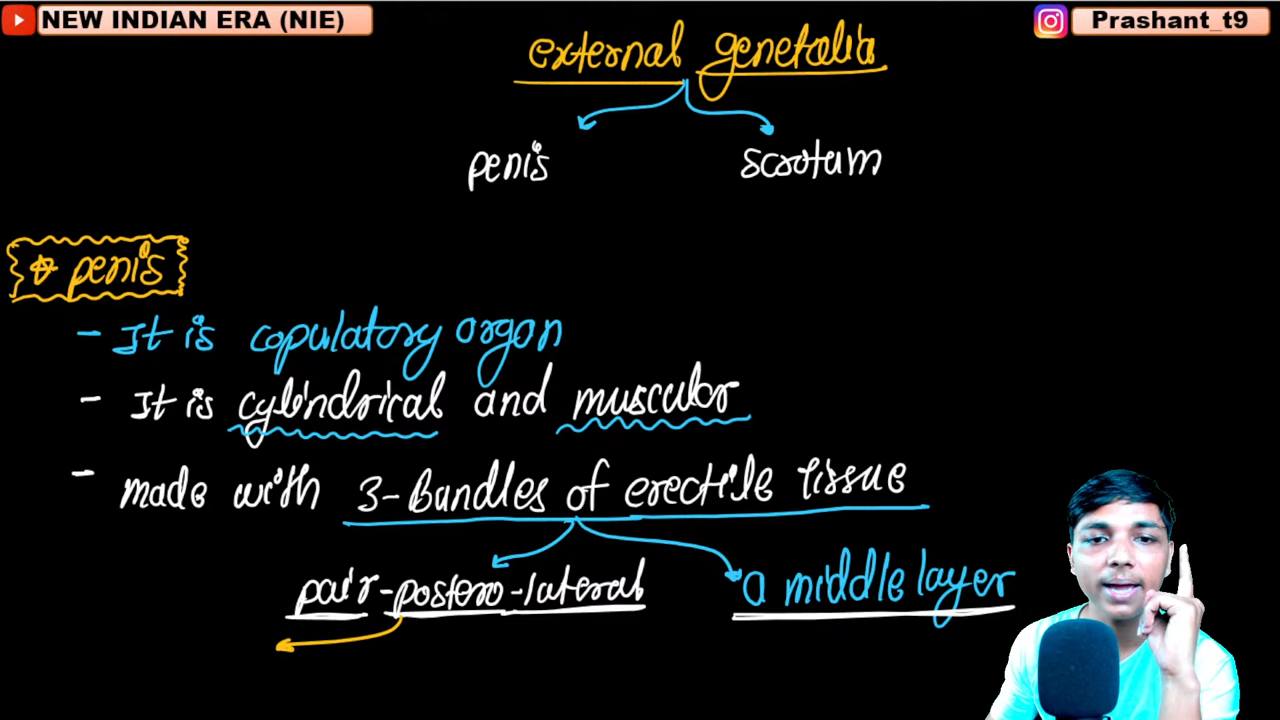 NEW INDIAN ERA (NIE)
Prashant_t9
external genetalia
penis scrotum
penis
- It is copulatory organ
- It is cylindrical and muscular
- made with 3-Bundles of erectile tissue
pair-postero-lateral a middle layer